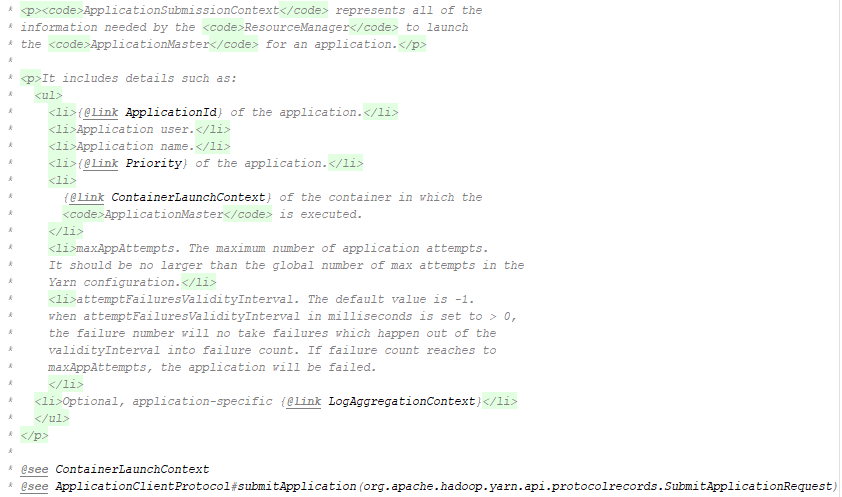 * <p><code>ApplicationSubmissionContext</code> represents all of the
* information needed by the <code>ResourceManager</code> to launch
* the <code>ApplicationMaster</code> for an application.</p>
*
* <p>It includes details such as:
*   <ul>
*     <li>{@link ApplicationId} of the application.</li>
*     <li>Application user.</li>
*     <li>Application name.</li>
*     <li>{@link Priority} of the application.</li>
*     <li>
*       {@link ContainerLaunchContext} of the container in which the
*       <code>ApplicationMaster</code> is executed.
*     </li>
*     <li>maxAppAttempts. The maximum number of application attempts.
*     It should be no larger than the global number of max attempts in the
*     Yarn configuration.</li>
*     <li>attemptFailuresValidityInterval. The default value is -1.
*     when attemptFailuresValidityInterval in milliseconds is set to > 0,
*     the failure number will no take failures which happen out of the
*     validityInterval into failure count. If failure count reaches to
*     maxAppAttempts, the application will be failed.
*     </li>
*   <li>Optional, application-specific {@link LogAggregationContext}</li>
*   </ul>
* </p>
*
* @see ContainerLaunchContext
* @see ApplicationClientProtocol#submitApplication(org.apache.hadoop.yarn.api.protocolrecords.SubmitApplicationRequest)